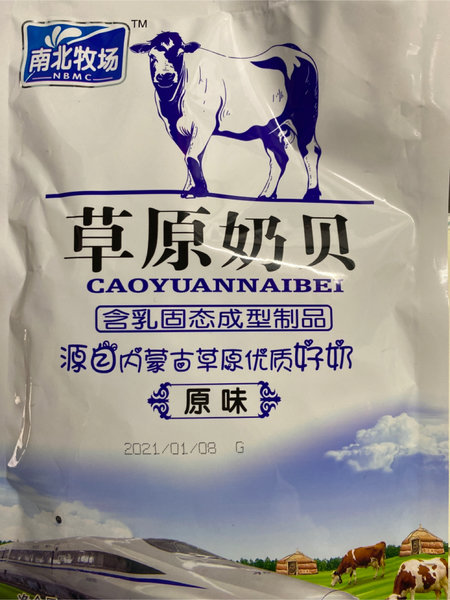 南北牧场
NBMC
TM
草原奶贝
CAOYUANNAIBEI
含乳固态成型制品
源自内蒙古草原优质好奶
原味
2021/01/08 G